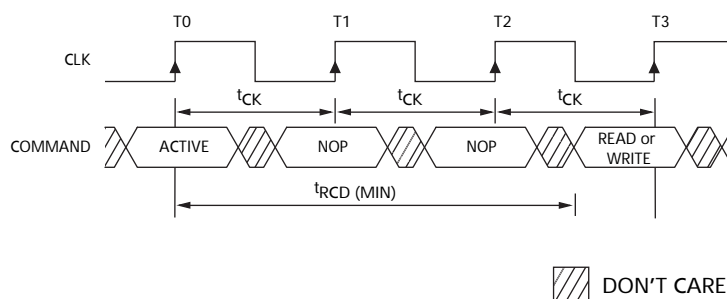 T0 T1 T2 T3
CLK
tCK tCK tCK
COMMAND ACTIVE NOP NOP READ or
WRITE
tRCD (MIN)
DON'T CARE